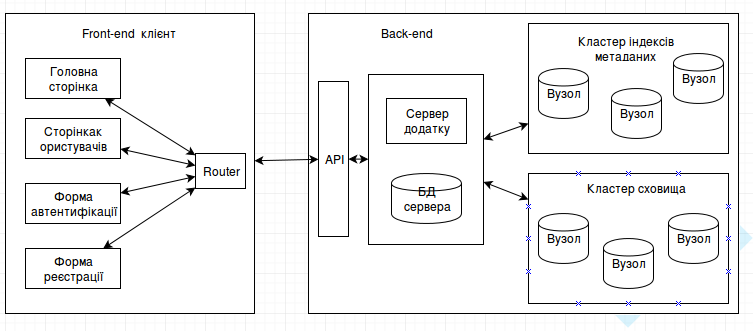 Front-end клієнт
Головна
сторінка
Сторінкак
ористувачів
Форма
автентифікації
Форма
реєстрації
Router
Back-end
API
Сервер
додатку
БД
сервера
Кластер індексів
метаданих
Вузол
Вузол
Вузол
Кластер сховища
Вузол
Вузол
Вузол